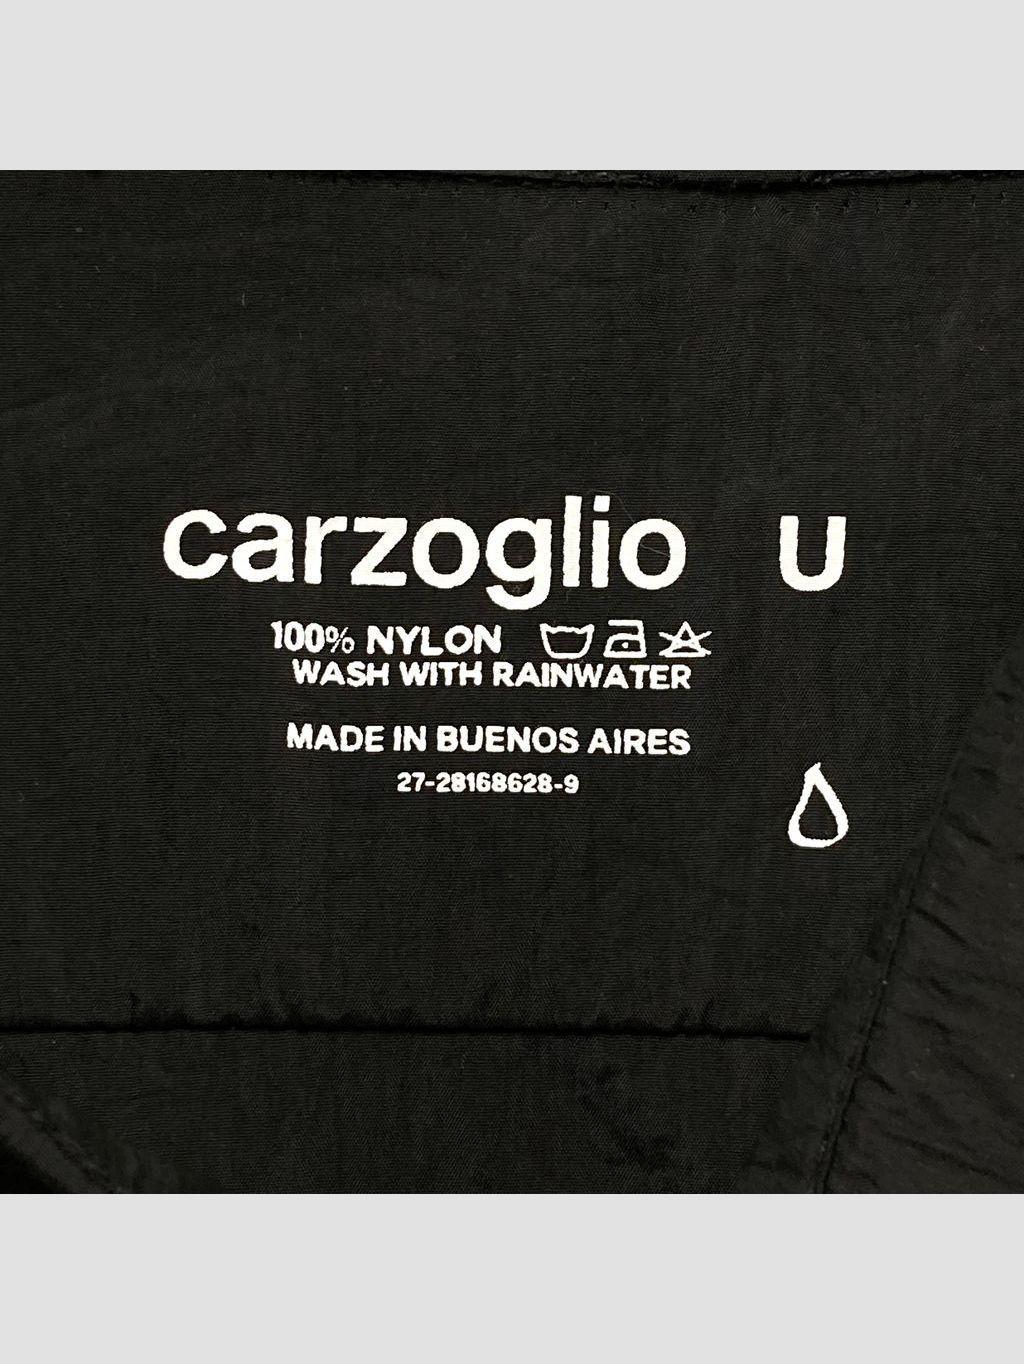 carzoglio U
100% NYLON
WASH WITH RAINWATER
MADE IN BUENOS AIRES
27-28168628-9